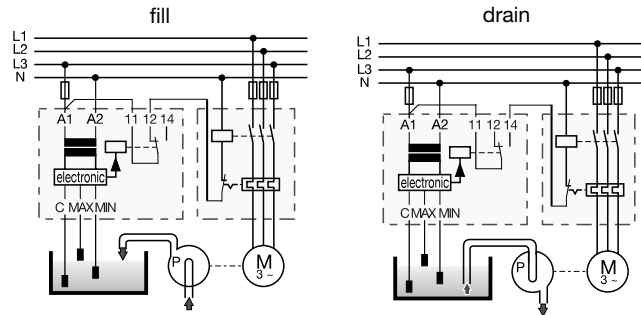 fill
L1
L2
L3
N
A1 A2 11 12 14
electronic
C MAX MIN
P
M
3 ~
drain
L1
L2
L3
N
A1 A2 11 12 14
electronic
C MAX MIN
P
M
3 ~